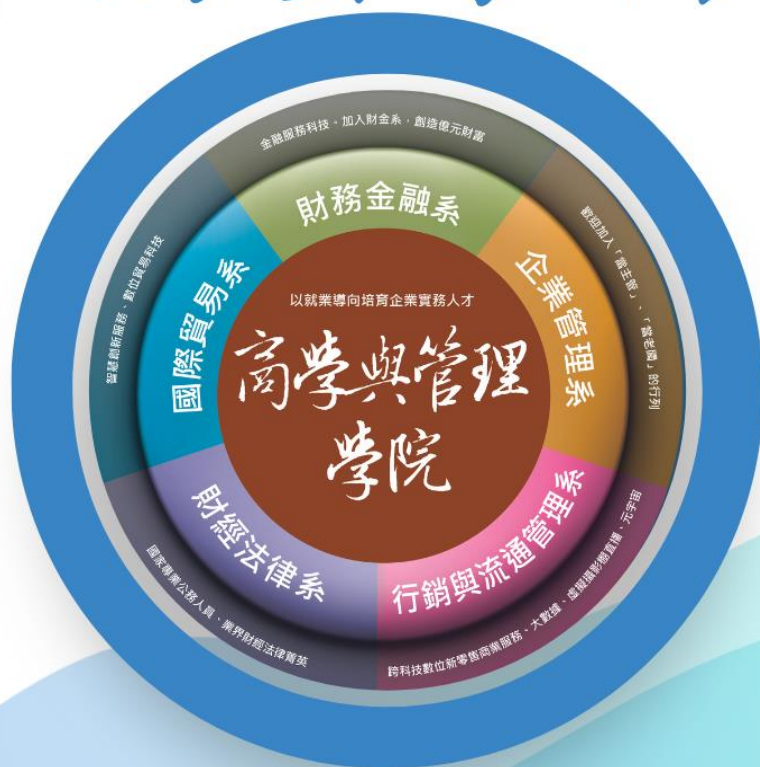 以就業導向培育企業實務人才
商學與管理
學院
財務金融系
金融服務科技，加入財金系，創造億元財富
企業管理系
歡迎加入「當主管」、「當老闆」的行列
行銷與流通管理系
跨科技數位新零售商業服務、大數據、虛擬攝影棚直播、元宇宙
財經法律系
國家專業公務人員、業界財經法律菁英
國際貿易系
智慧創新服務、數位貿易科技